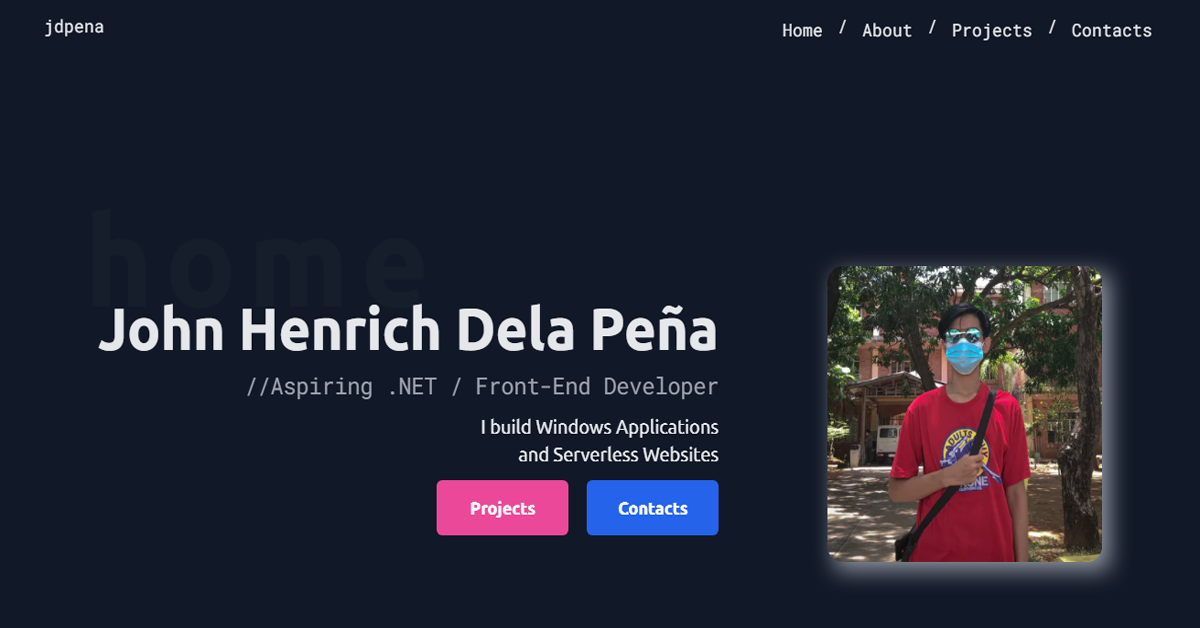 jdpena
Home / About / Projects / Contacts
home
John Henrich Dela Peña
//Aspiring .NET / Front-End Developer
I build Windows Applications
and Serverless Websites
Projects Contacts